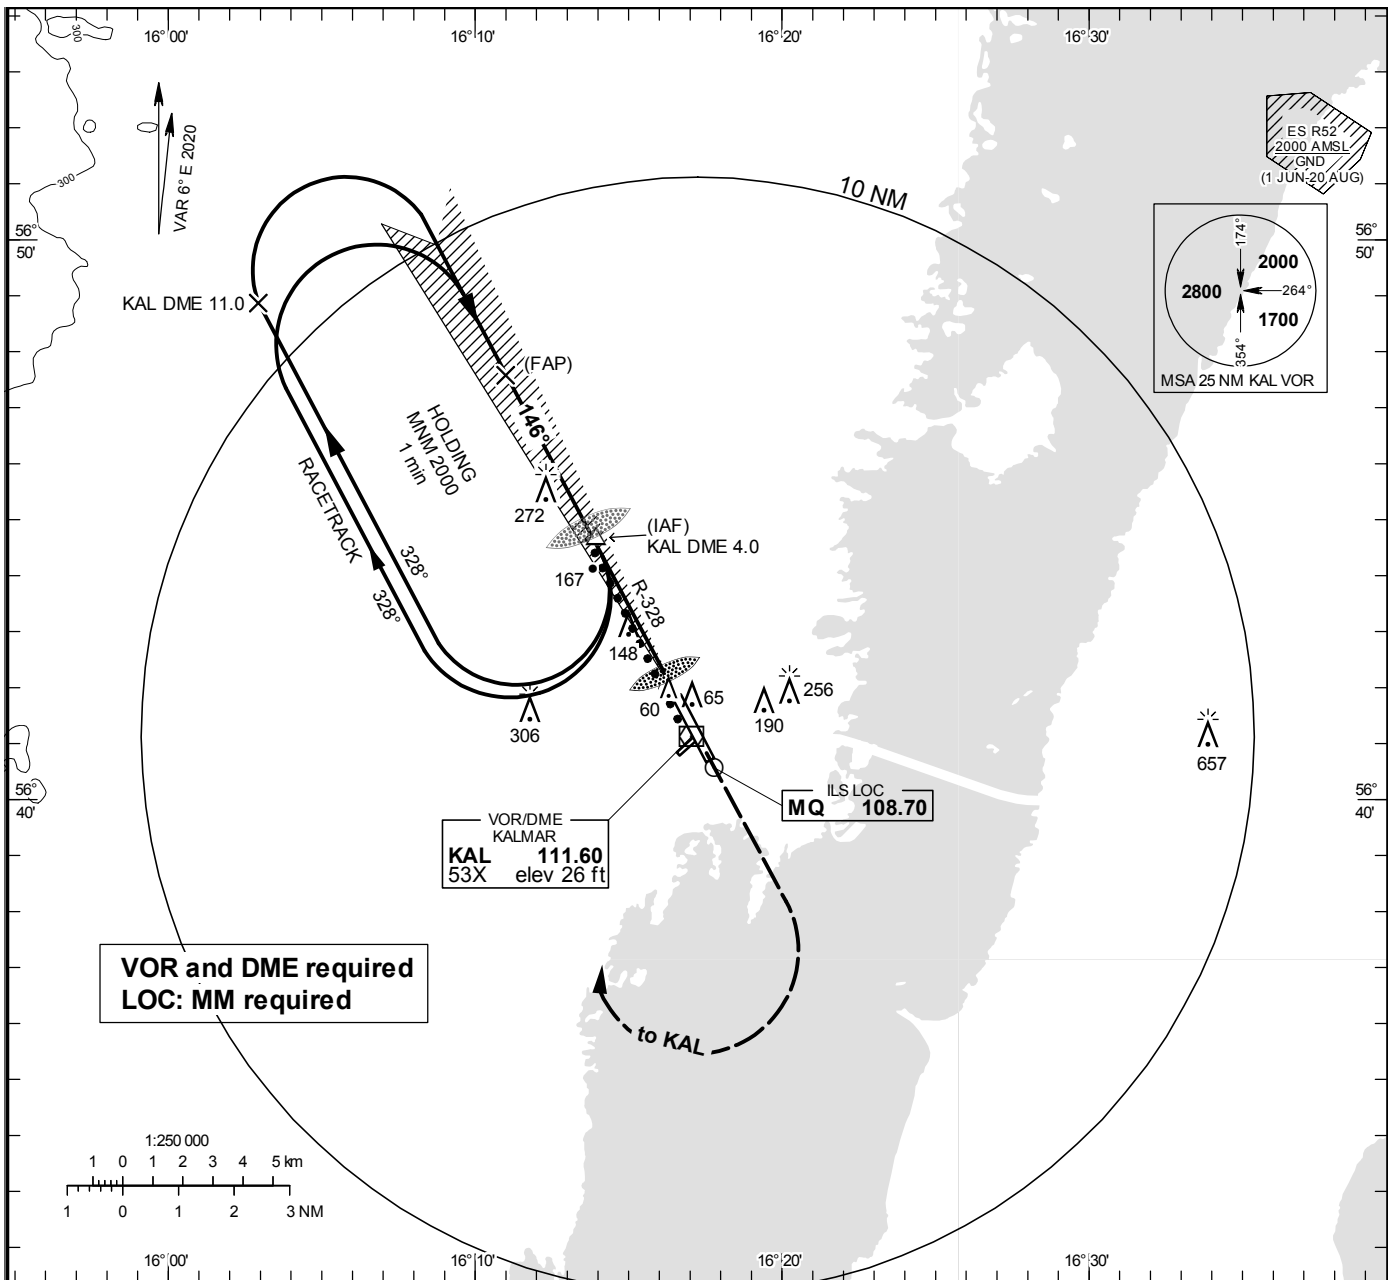 300
16° 00'
16° 10'
16° 20'
16° 30'
VAR 6° E 2020
300
ES R52
2000 AMSL
GND
(1 JUN-20 AUG)
10 NM
56°
50'
56°
50'
174°
2000
2800
264°
1700
354°
MSA 25 NM KAL VOR
KAL DME 11.0
(FAP)
146°
HOLDING
MNM 2000
1 min
RACETRACK
272
(IAF)
KAL DME 4.0
167
328°
328°
R-328
148
60
65
256
190
306
657
56°
40'
56°
40'
ILS LOC
MQ 108.70
VOR/DME
KALMAR
KAL 111.60
53X elev 26 ft
VOR and DME required
LOC: MM required
to KAL
1:250 000
1 0 1 2 3 4 5 km
1 0 1 2 3 NM
16° 00'
16° 10'
16° 20'
16° 30'